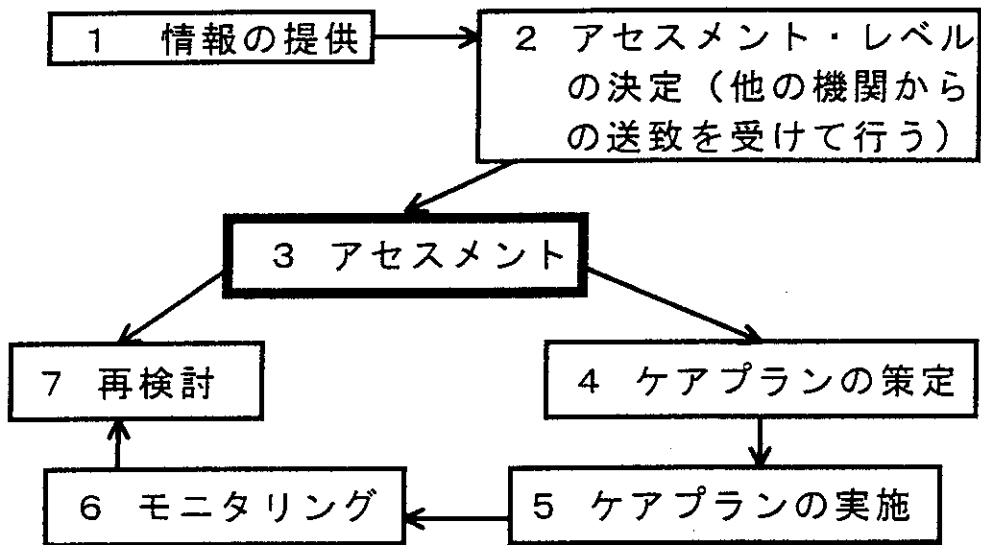 1 情報の提供
2 アセスメント・レベル
の決定（他の機関から
の送致を受けて行う）
3 アセスメント
7 再検討
4 ケアプランの策定
6 モニタリング
5 ケアプランの実施